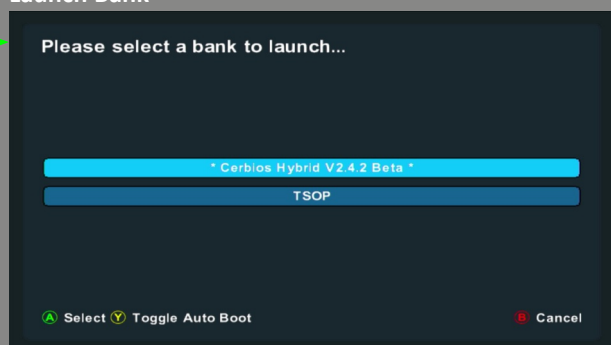 Launch Bank
Please select a bank to launch...
* Cerbios Hybrid V2.4.2 Beta *
TSOP
A Select Y Toggle Auto Boot
B Cancel